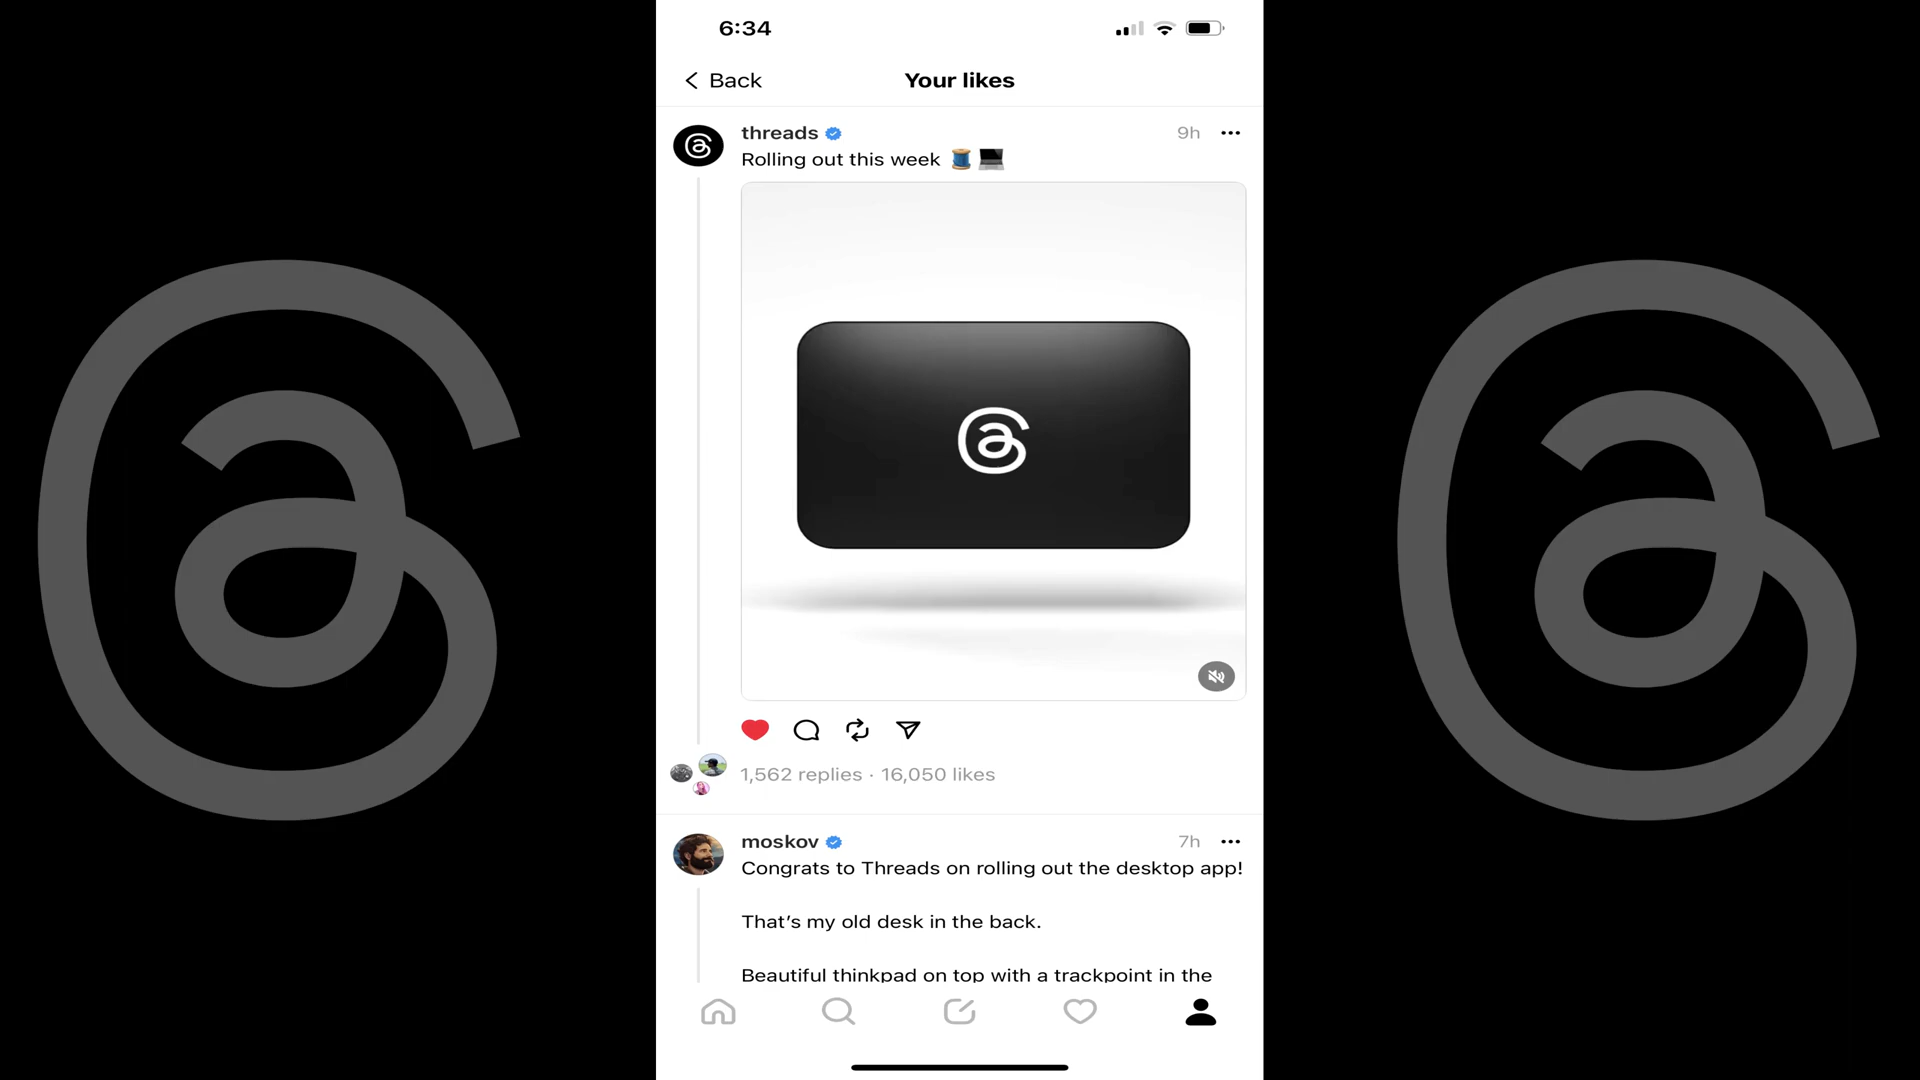 6:34
Back
Your likes
threads
9h
Rolling out this week
1,562 replies · 16,050 likes
moskov
7h
Congrats to Threads on rolling out the desktop app!
That’s my old desk in the back.
Beautiful thinkpad on top with a trackpoint in the